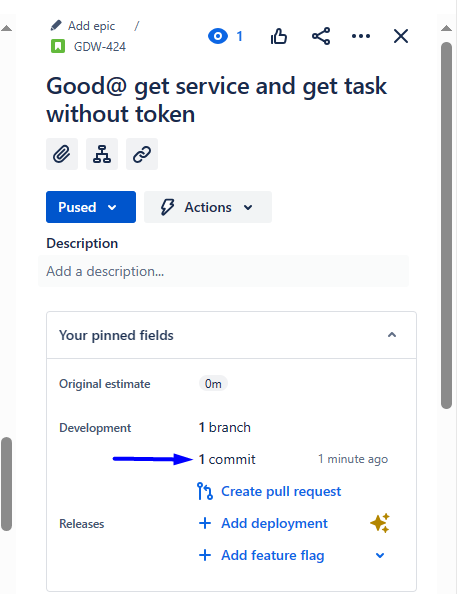 Add epic /
GDW-424
1
Good@ get service and get task
without token
Pused
Actions
Description
Add a description...
Your pinned fields
Original estimate 0m
Development 1 branch
1 commit 1 minute ago
Create pull request
Releases + Add deployment
+ Add feature flag